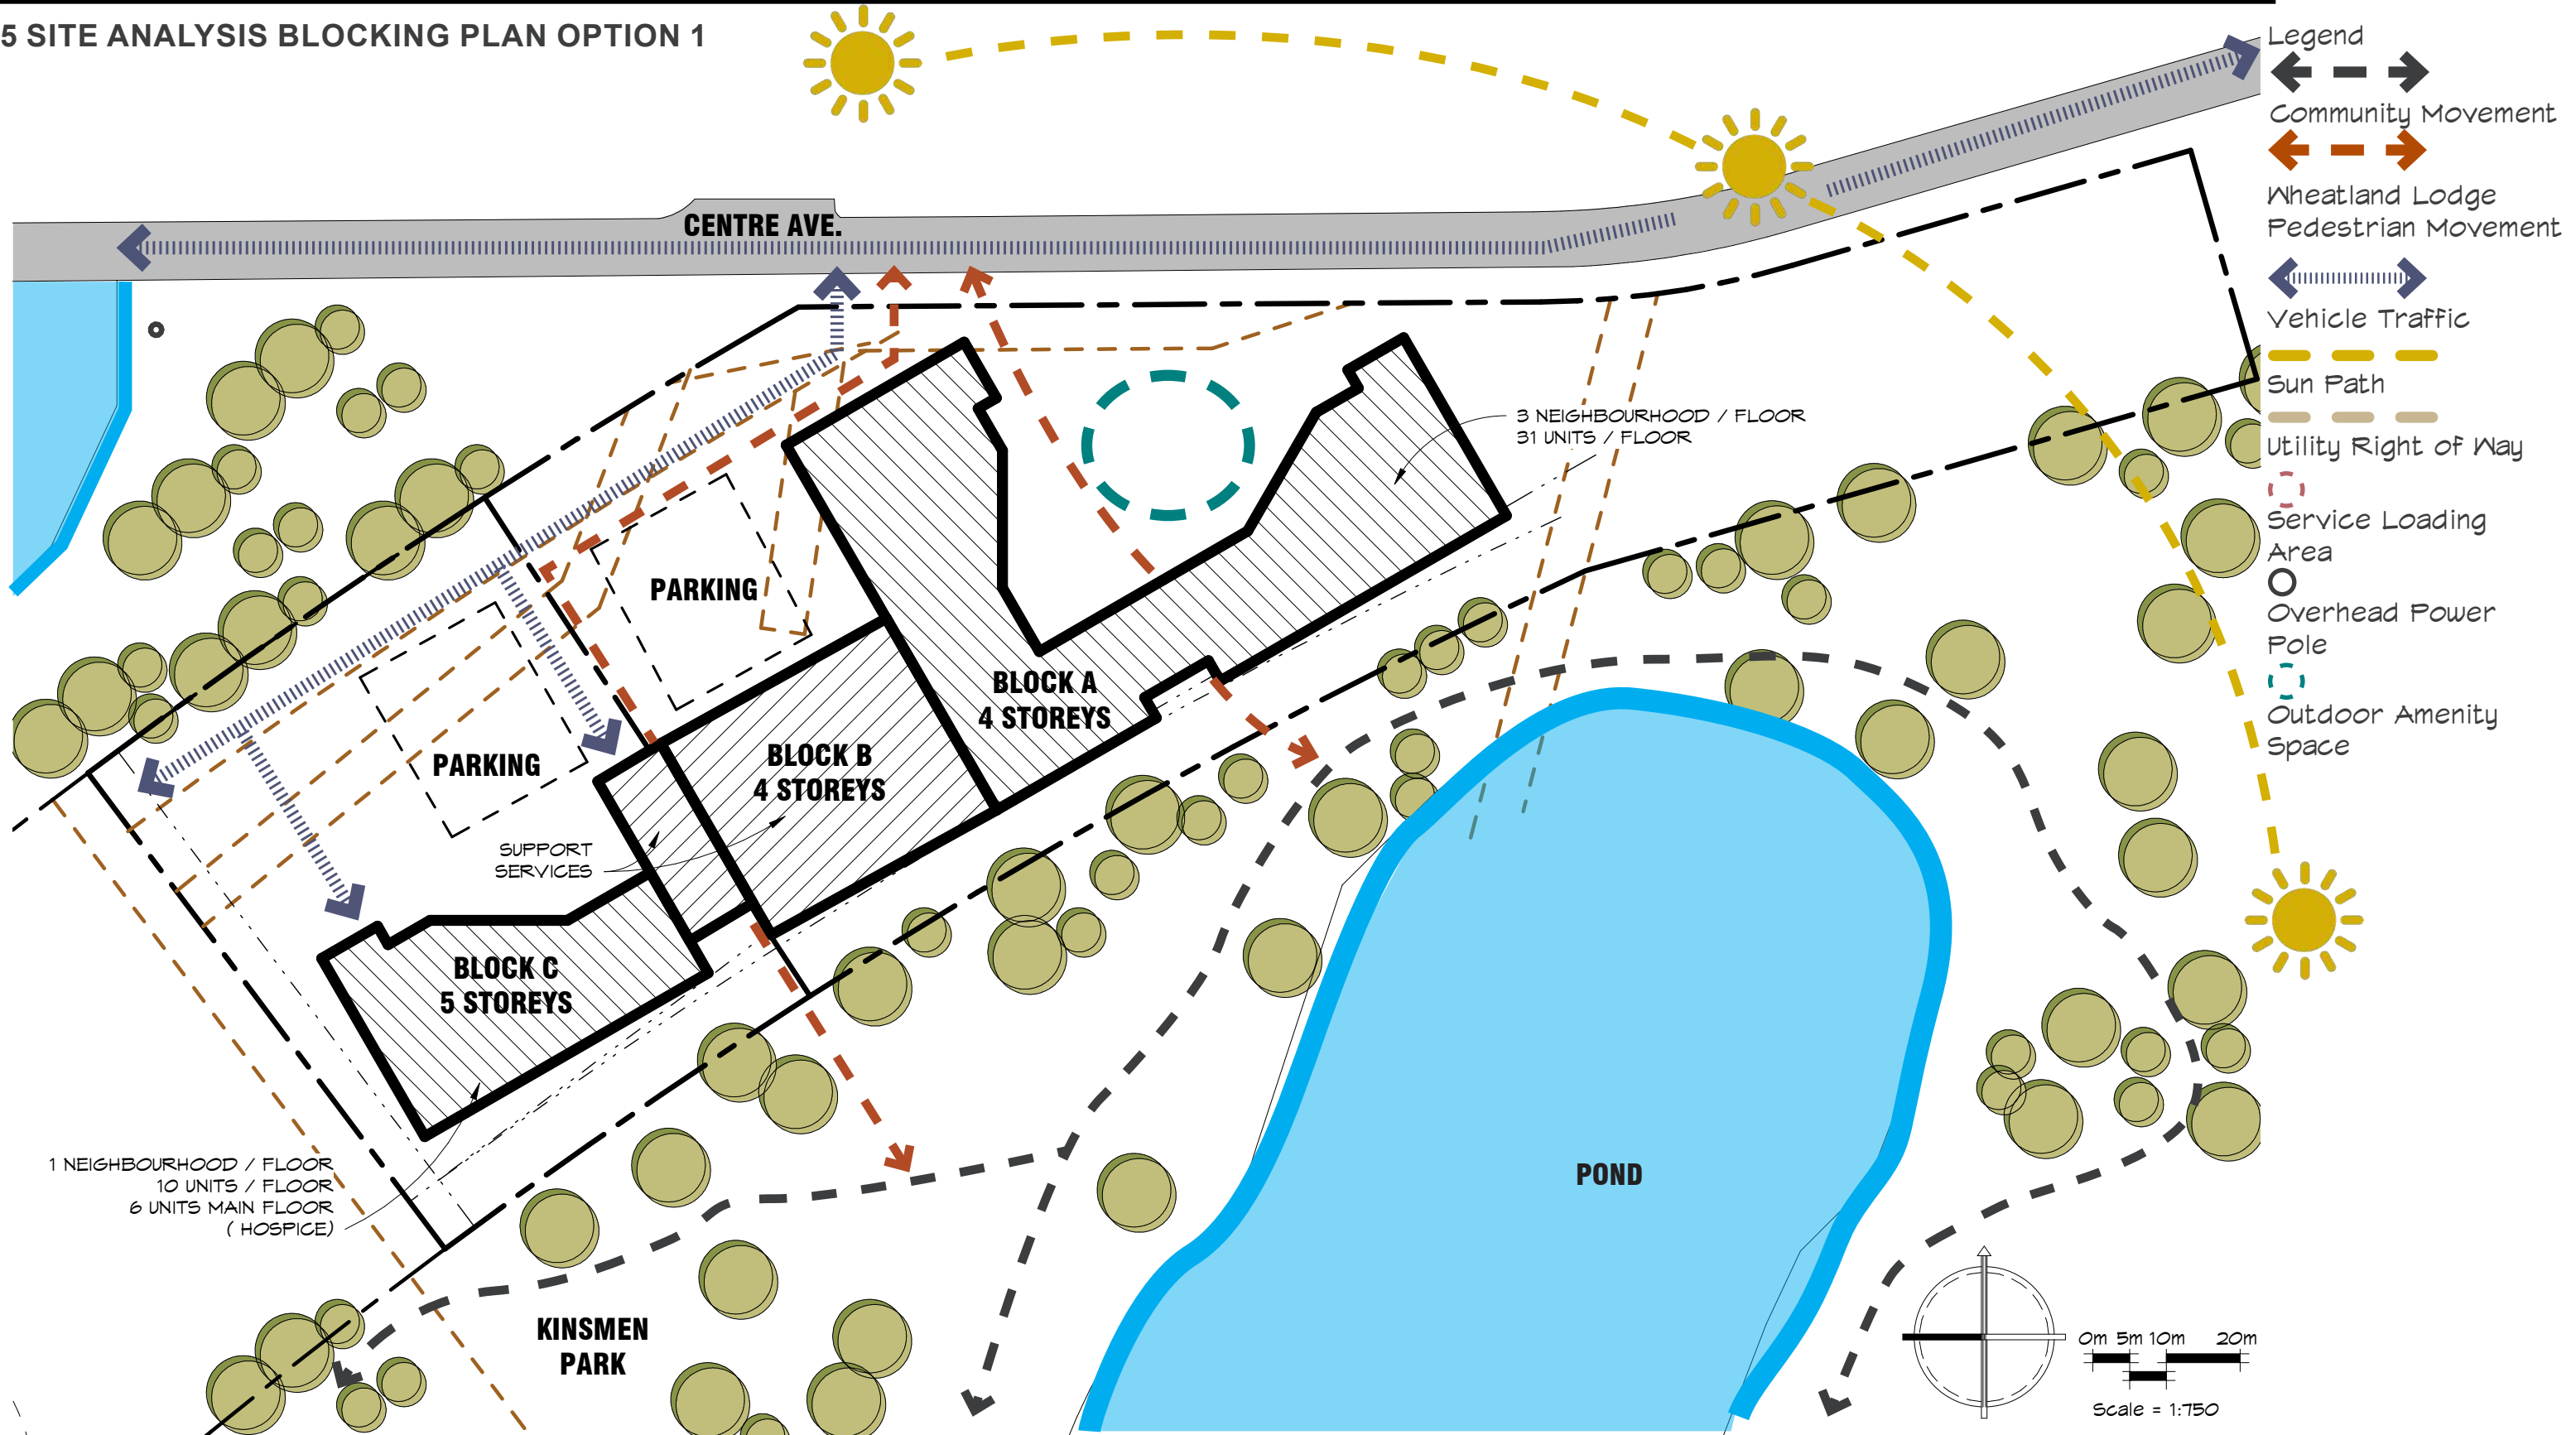 5 SITE ANALYSIS BLOCKING PLAN OPTION 1
Legend
Community Movement
Wheatland Lodge
Pedestrian Movement
Vehicle Traffic
Sun Path
Utility Right of Way
Service Loading
Area
Overhead Power
Pole
Outdoor Amenity
Space
CENTRE AVE.
3 NEIGHBOURHOOD / FLOOR
31 UNITS / FLOOR
PARKING
BLOCK A
4 STOREYS
PARKING
BLOCK B
4 STOREYS
SUPPORT
SERVICES
BLOCK C
5 STOREYS
1 NEIGHBOURHOOD / FLOOR
10 UNITS / FLOOR
6 UNITS MAIN FLOOR
( HOSPICE)
POND
KINSMEN
PARK
0m 5m 10m 20m
Scale = 1:750